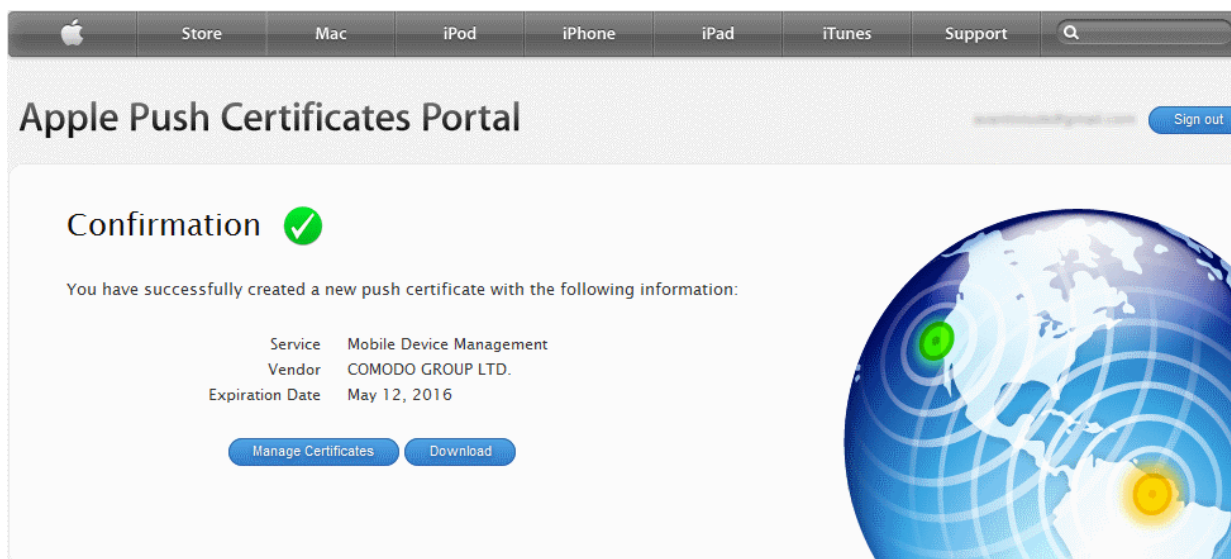 Store Mac iPod iPhone iPad iTunes Support
Apple Push Certificates Portal
Sign out
Confirmation
You have successfully created a new push certificate with the following information:
Service Mobile Device Management
Vendor COMODO GROUP LTD.
Expiration Date May 12, 2016
Manage Certificates Download